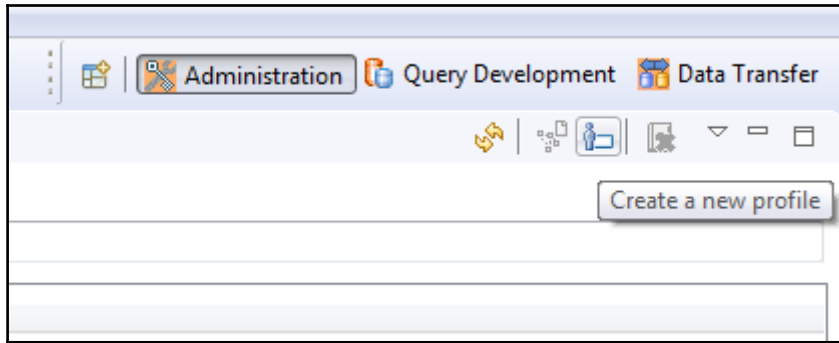 Administration Query Development Data Transfer
Create a new profile